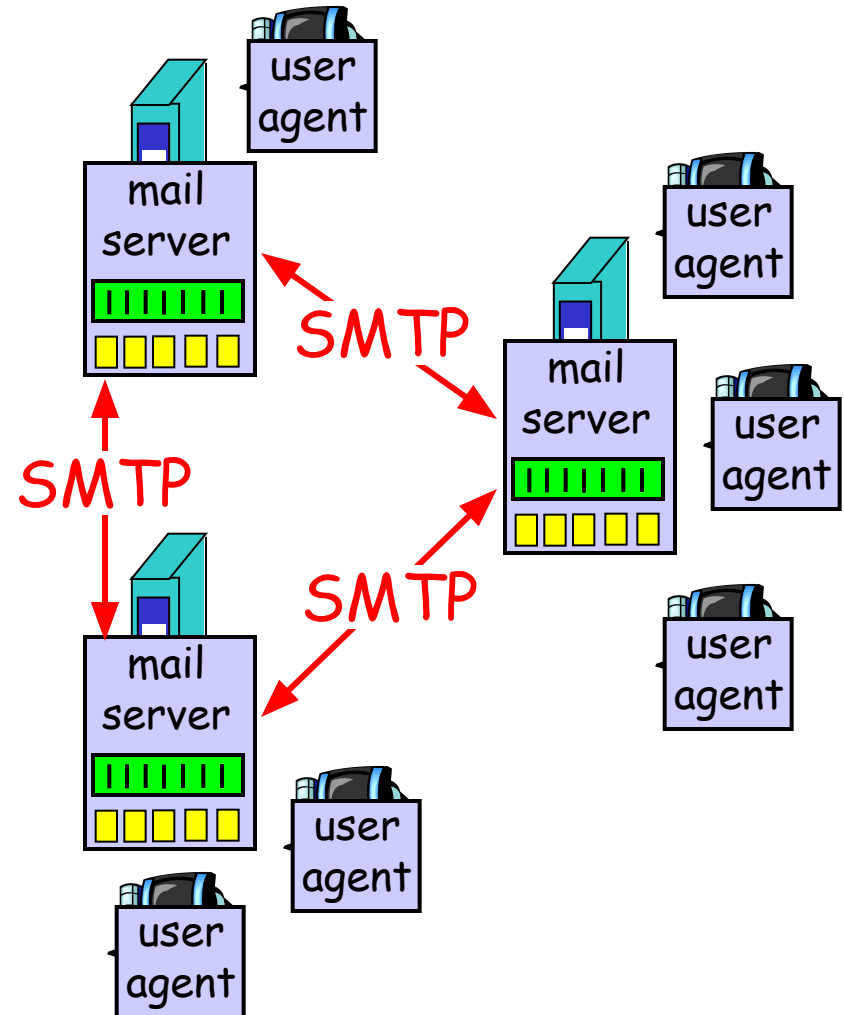 user
agent
mail
server
user
agent
SMTP
mail
server
user
agent
SMTP
SMTP
user
agent
mail
server
user
agent
user
agent